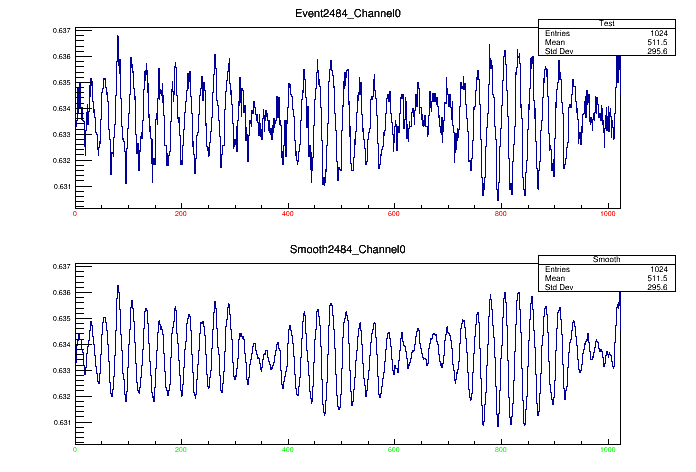 Event2484_Channel0
Test
Entries 1024
Mean 511.5
Std Dev 295.6
0.637
0.636
0.635
0.634
0.633
0.632
0.631
0 200 400 600 800 1000
Smooth2484_Channel0
Smooth
Entries 1024
Mean 511.5
Std Dev 295.6
0.637
0.636
0.635
0.634
0.633
0.632
0.631
0 200 400 600 800 1000